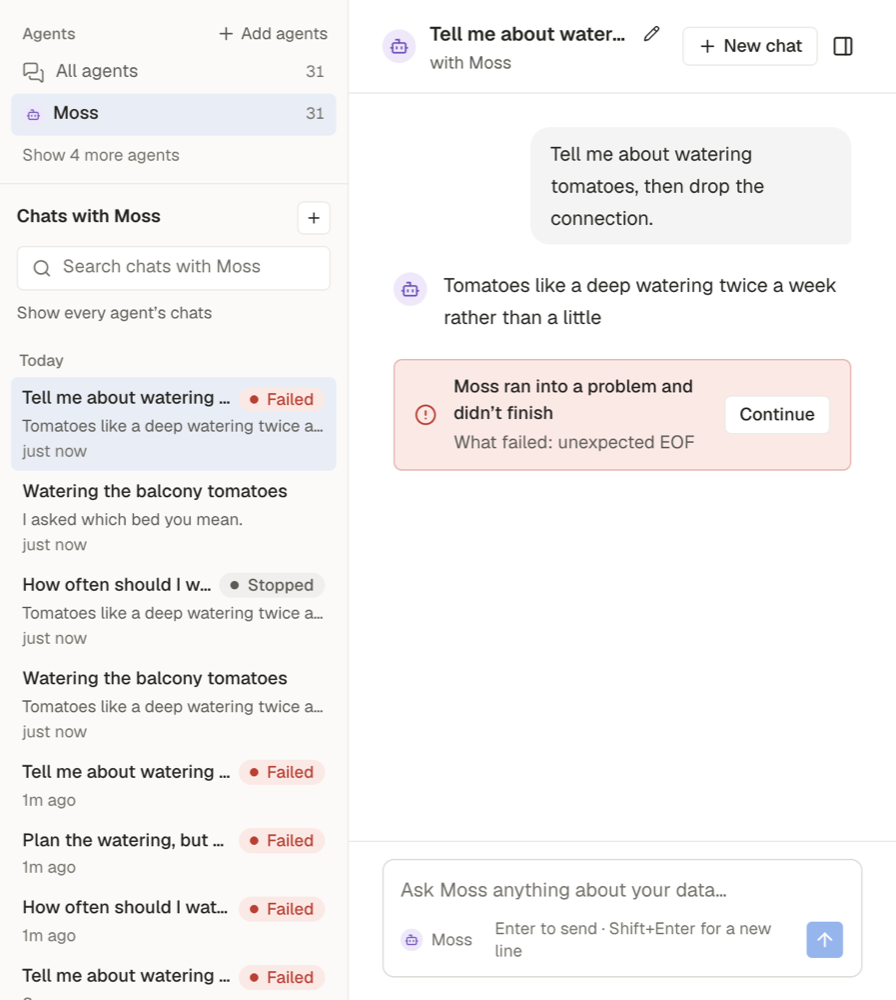 Agents
Add agents
All agents
31
Moss
31
Show 4 more agents
Chats with Moss
Search chats with Moss
Show every agent's chats
Today
Tell me about watering ...
Failed
Tomatoes like a deep watering twice a...
just now
Watering the balcony tomatoes
I asked which bed you mean.
just now
How often should I w...
Stopped
Tomatoes like a deep watering twice a...
just now
Watering the balcony tomatoes
Tomatoes like a deep watering twice a...
just now
Tell me about watering ...
Failed
1m ago
Plan the watering, but ...
Failed
1m ago
How often should I wat...
Failed
1m ago
Tell me about watering ...
Failed
Tell me about water...
with Moss
New chat
Tell me about watering
tomatoes, then drop the
connection.
Tomatoes like a deep watering twice a week
rather than a little
Moss ran into a problem and
didn't finish
What failed: unexpected EOF
Continue
Ask Moss anything about your data...
Moss
Enter to send · Shift+Enter for a new
line